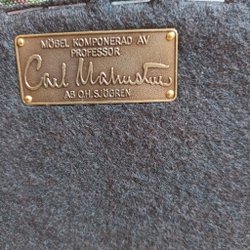 MÖBEL KOMPONERAD AV
PROFESSOR
Carl Malmsten
AB O.H. SJÖGREN